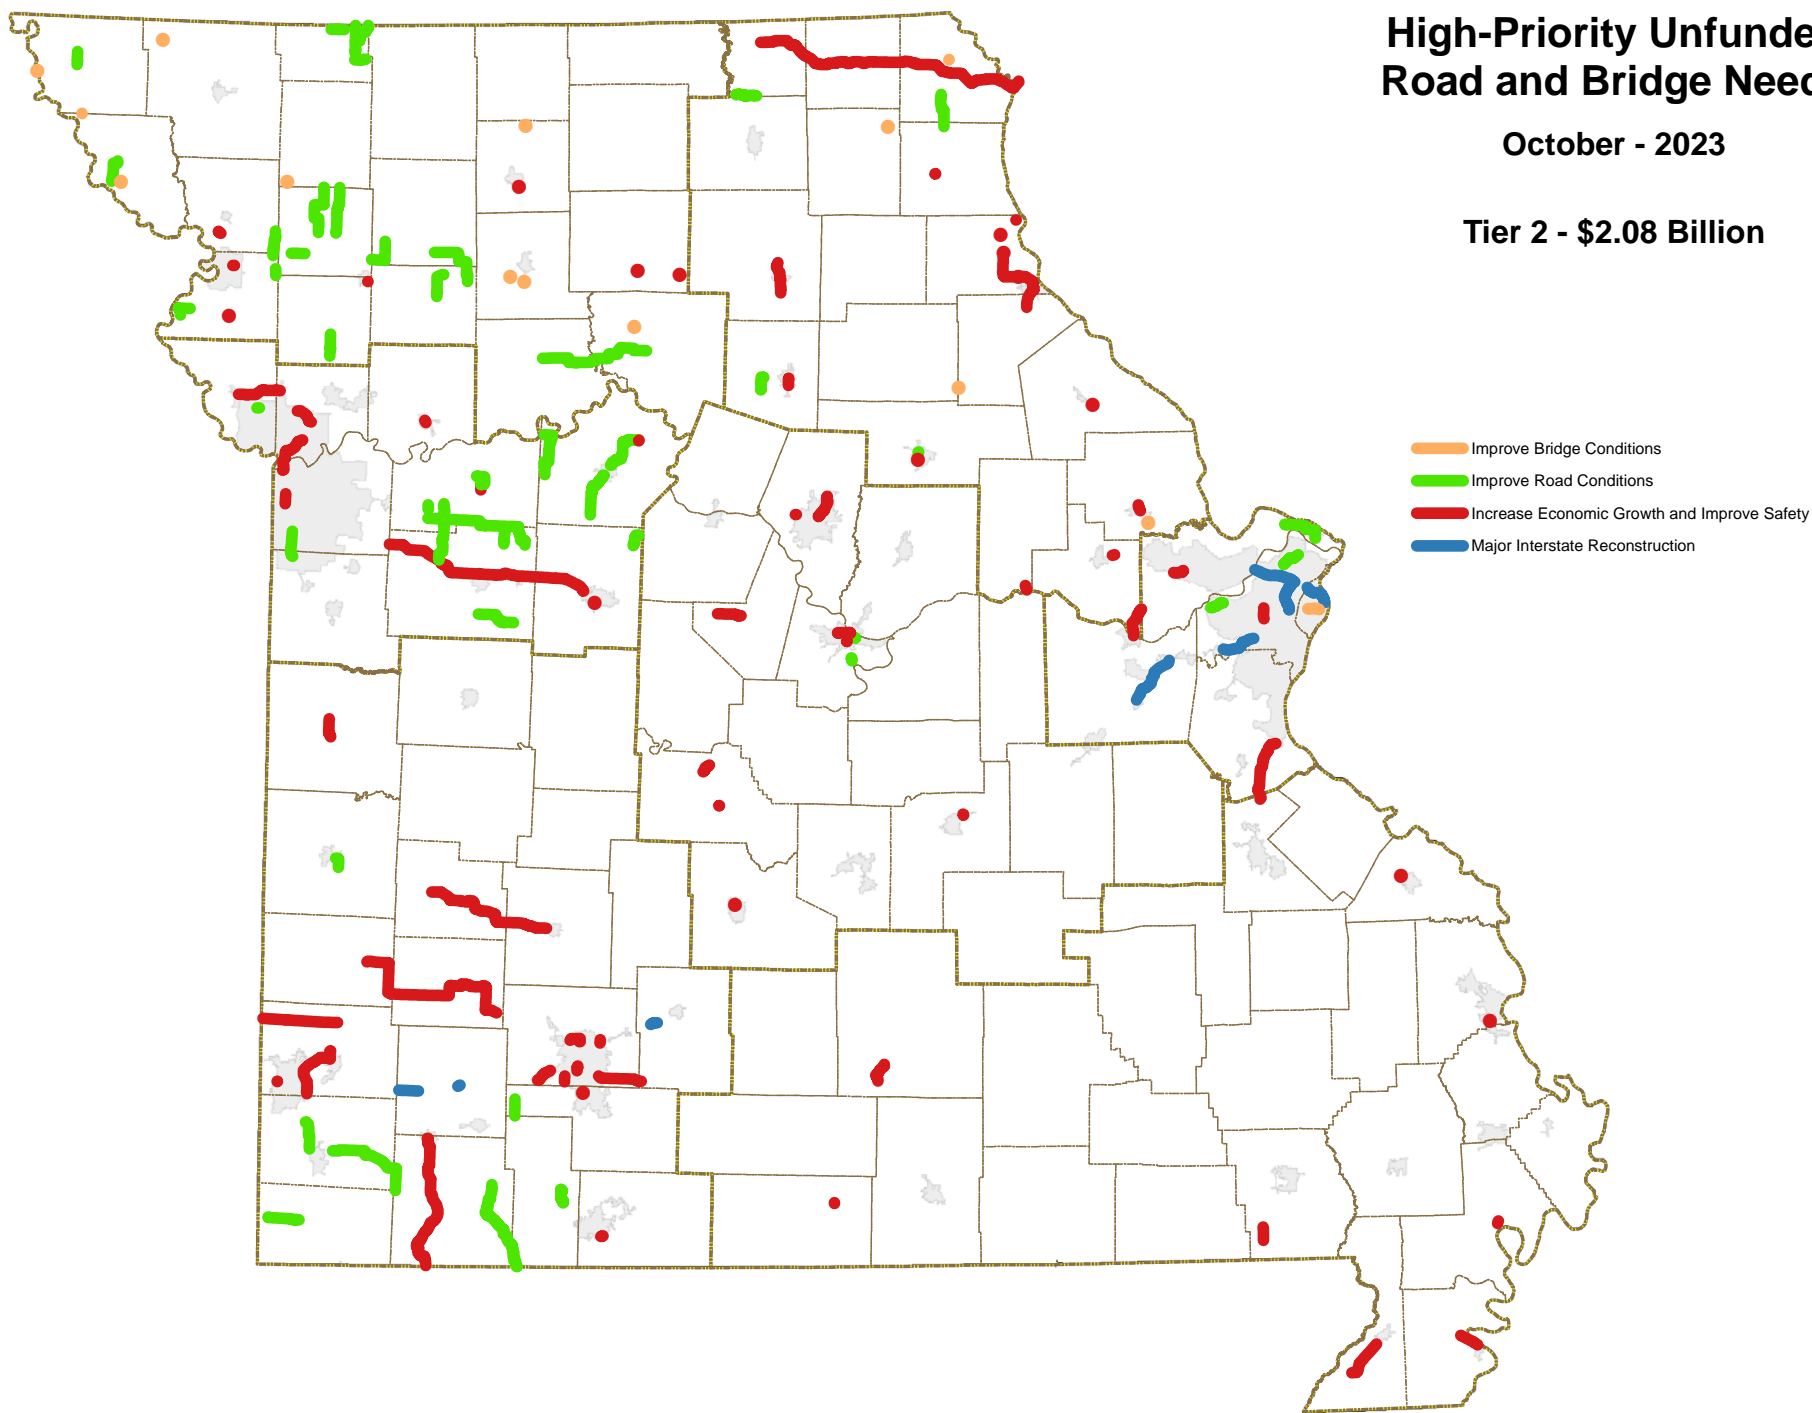 High-Priority Unfunde
Road and Bridge Need
October - 2023
Tier 2 - $2.08 Billion
Improve Bridge Conditions
Improve Road Conditions
Increase Economic Growth and Improve Safety
Major Interstate Reconstruction